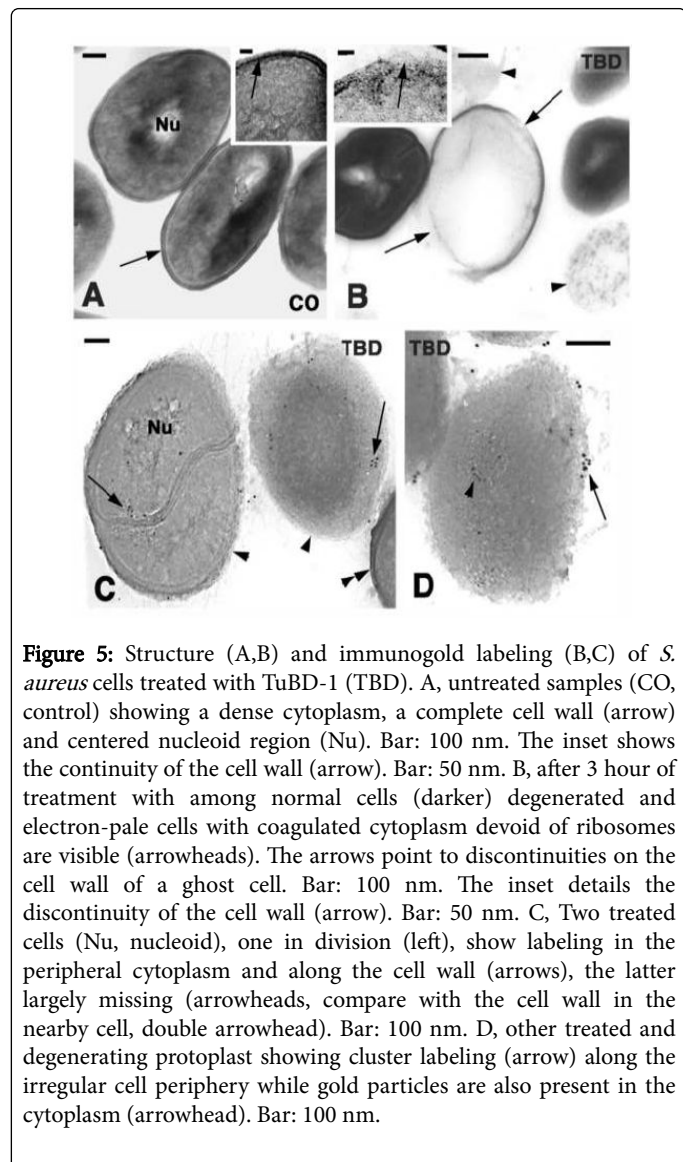 Nu
A
CO
TBD
B
TBD
Nu
C
TBD
D
Figure 5: Structure (A,B) and immunogold labeling (B,C) of S.
aureus cells treated with TuBD-1 (TBD). A, untreated samples (CO,
control) showing a dense cytoplasm, a complete cell wall (arrow)
and centered nucleoid region (Nu). Bar: 100 nm. The inset shows
the continuity of the cell wall (arrow). Bar: 50 nm. B, after 3 hour of
treatment with among normal cells (darker) degenerated and
electron-pale cells with coagulated cytoplasm devoid of ribosomes
are visible (arrowheads). The arrows point to discontinuities on the
cell wall of a ghost cell. Bar: 100 nm. The inset details the
discontinuity of the cell wall (arrow). Bar: 50 nm. C, Two treated
cells (Nu, nucleoid), one in division (left), show labeling in the
peripheral cytoplasm and along the cell wall (arrows), the latter
largely missing (arrowheads, compare with the cell wall in the
nearby cell, double arrowhead). Bar: 100 nm. D, other treated and
degenerating protoplast showing cluster labeling (arrow) along the
irregular cell periphery while gold particles are also present in the
cytoplasm (arrowhead). Bar: 100 nm.